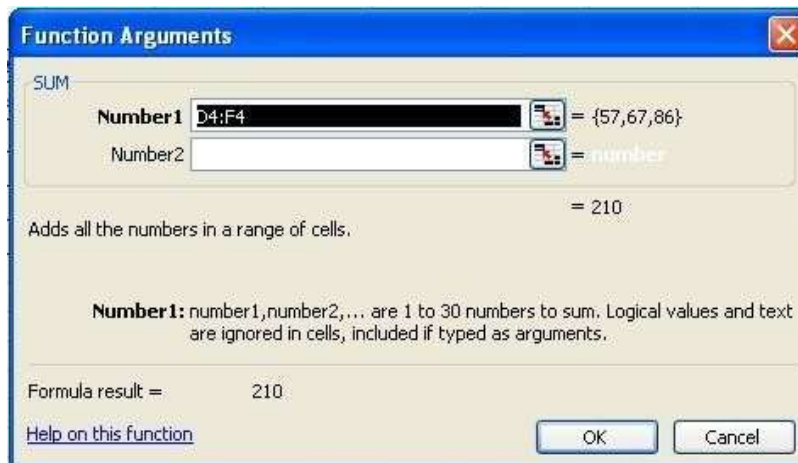 Function Arguments
SUM
Number1 D4:F4 = {57,67,86}
Number2 = number
= 210
Adds all the numbers in a range of cells.
Number1: number1,number2,... are 1 to 30 numbers to sum. Logical values and text
are ignored in cells, included if typed as arguments.
Formula result = 210
Help on this function OK Cancel